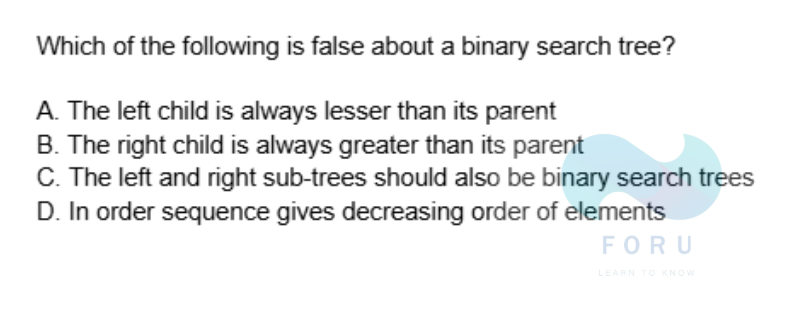 Which of the following is false about a binary search tree?
A. The left child is always lesser than its parent
B. The right child is always greater than its parent
C. The left and right sub-trees should also be binary search trees
D. In order sequence gives decreasing order of elements
FORU
LEARN TO KNOW